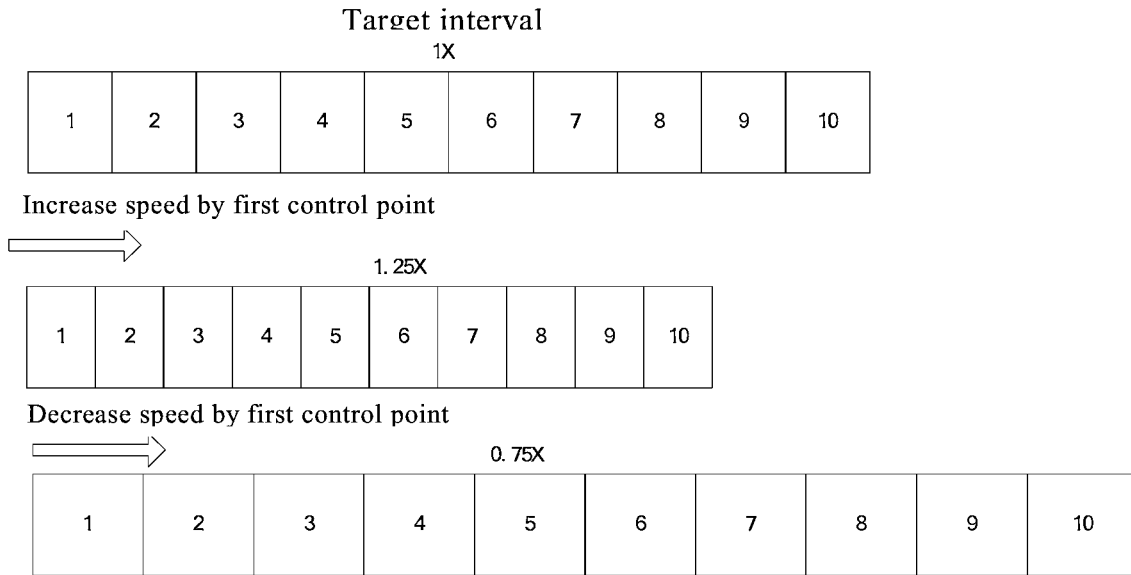 Target interval
1X
1 2 3 4 5 6 7 8 9 10
Increase speed by first control point
1.25X
1 2 3 4 5 6 7 8 9 10
Decrease speed by first control point
0.75X
1 2 3 4 5 6 7 8 9 10